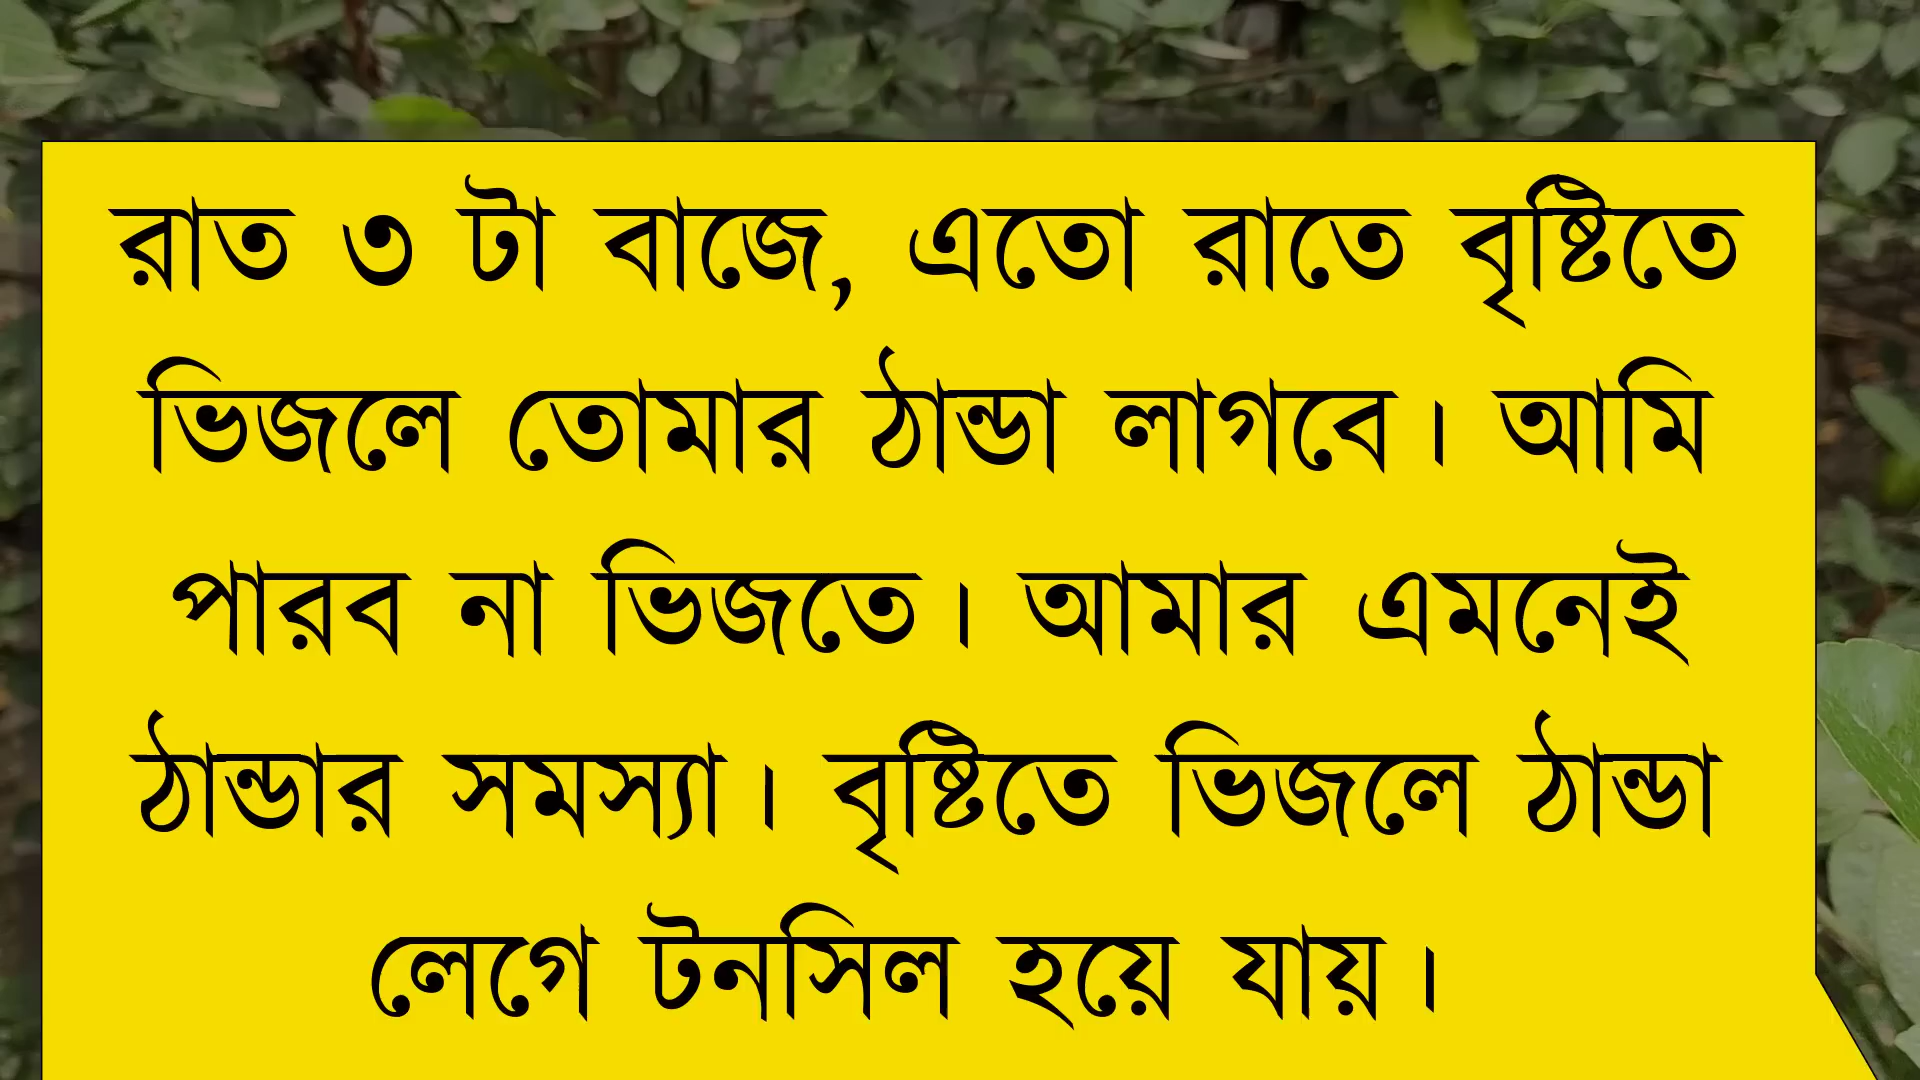 রাত ৩ টা বাজে, এতো রাতে বৃষ্টিতে
ভিজলে তোমার ঠান্ডা লাগবে। আমি
পারব না ভিজতে। আমার এমনেই
ঠান্ডার সমস্যা। বৃষ্টিতে ভিজলে ঠান্ডা
লেগে টনসিল হয়ে যায়।